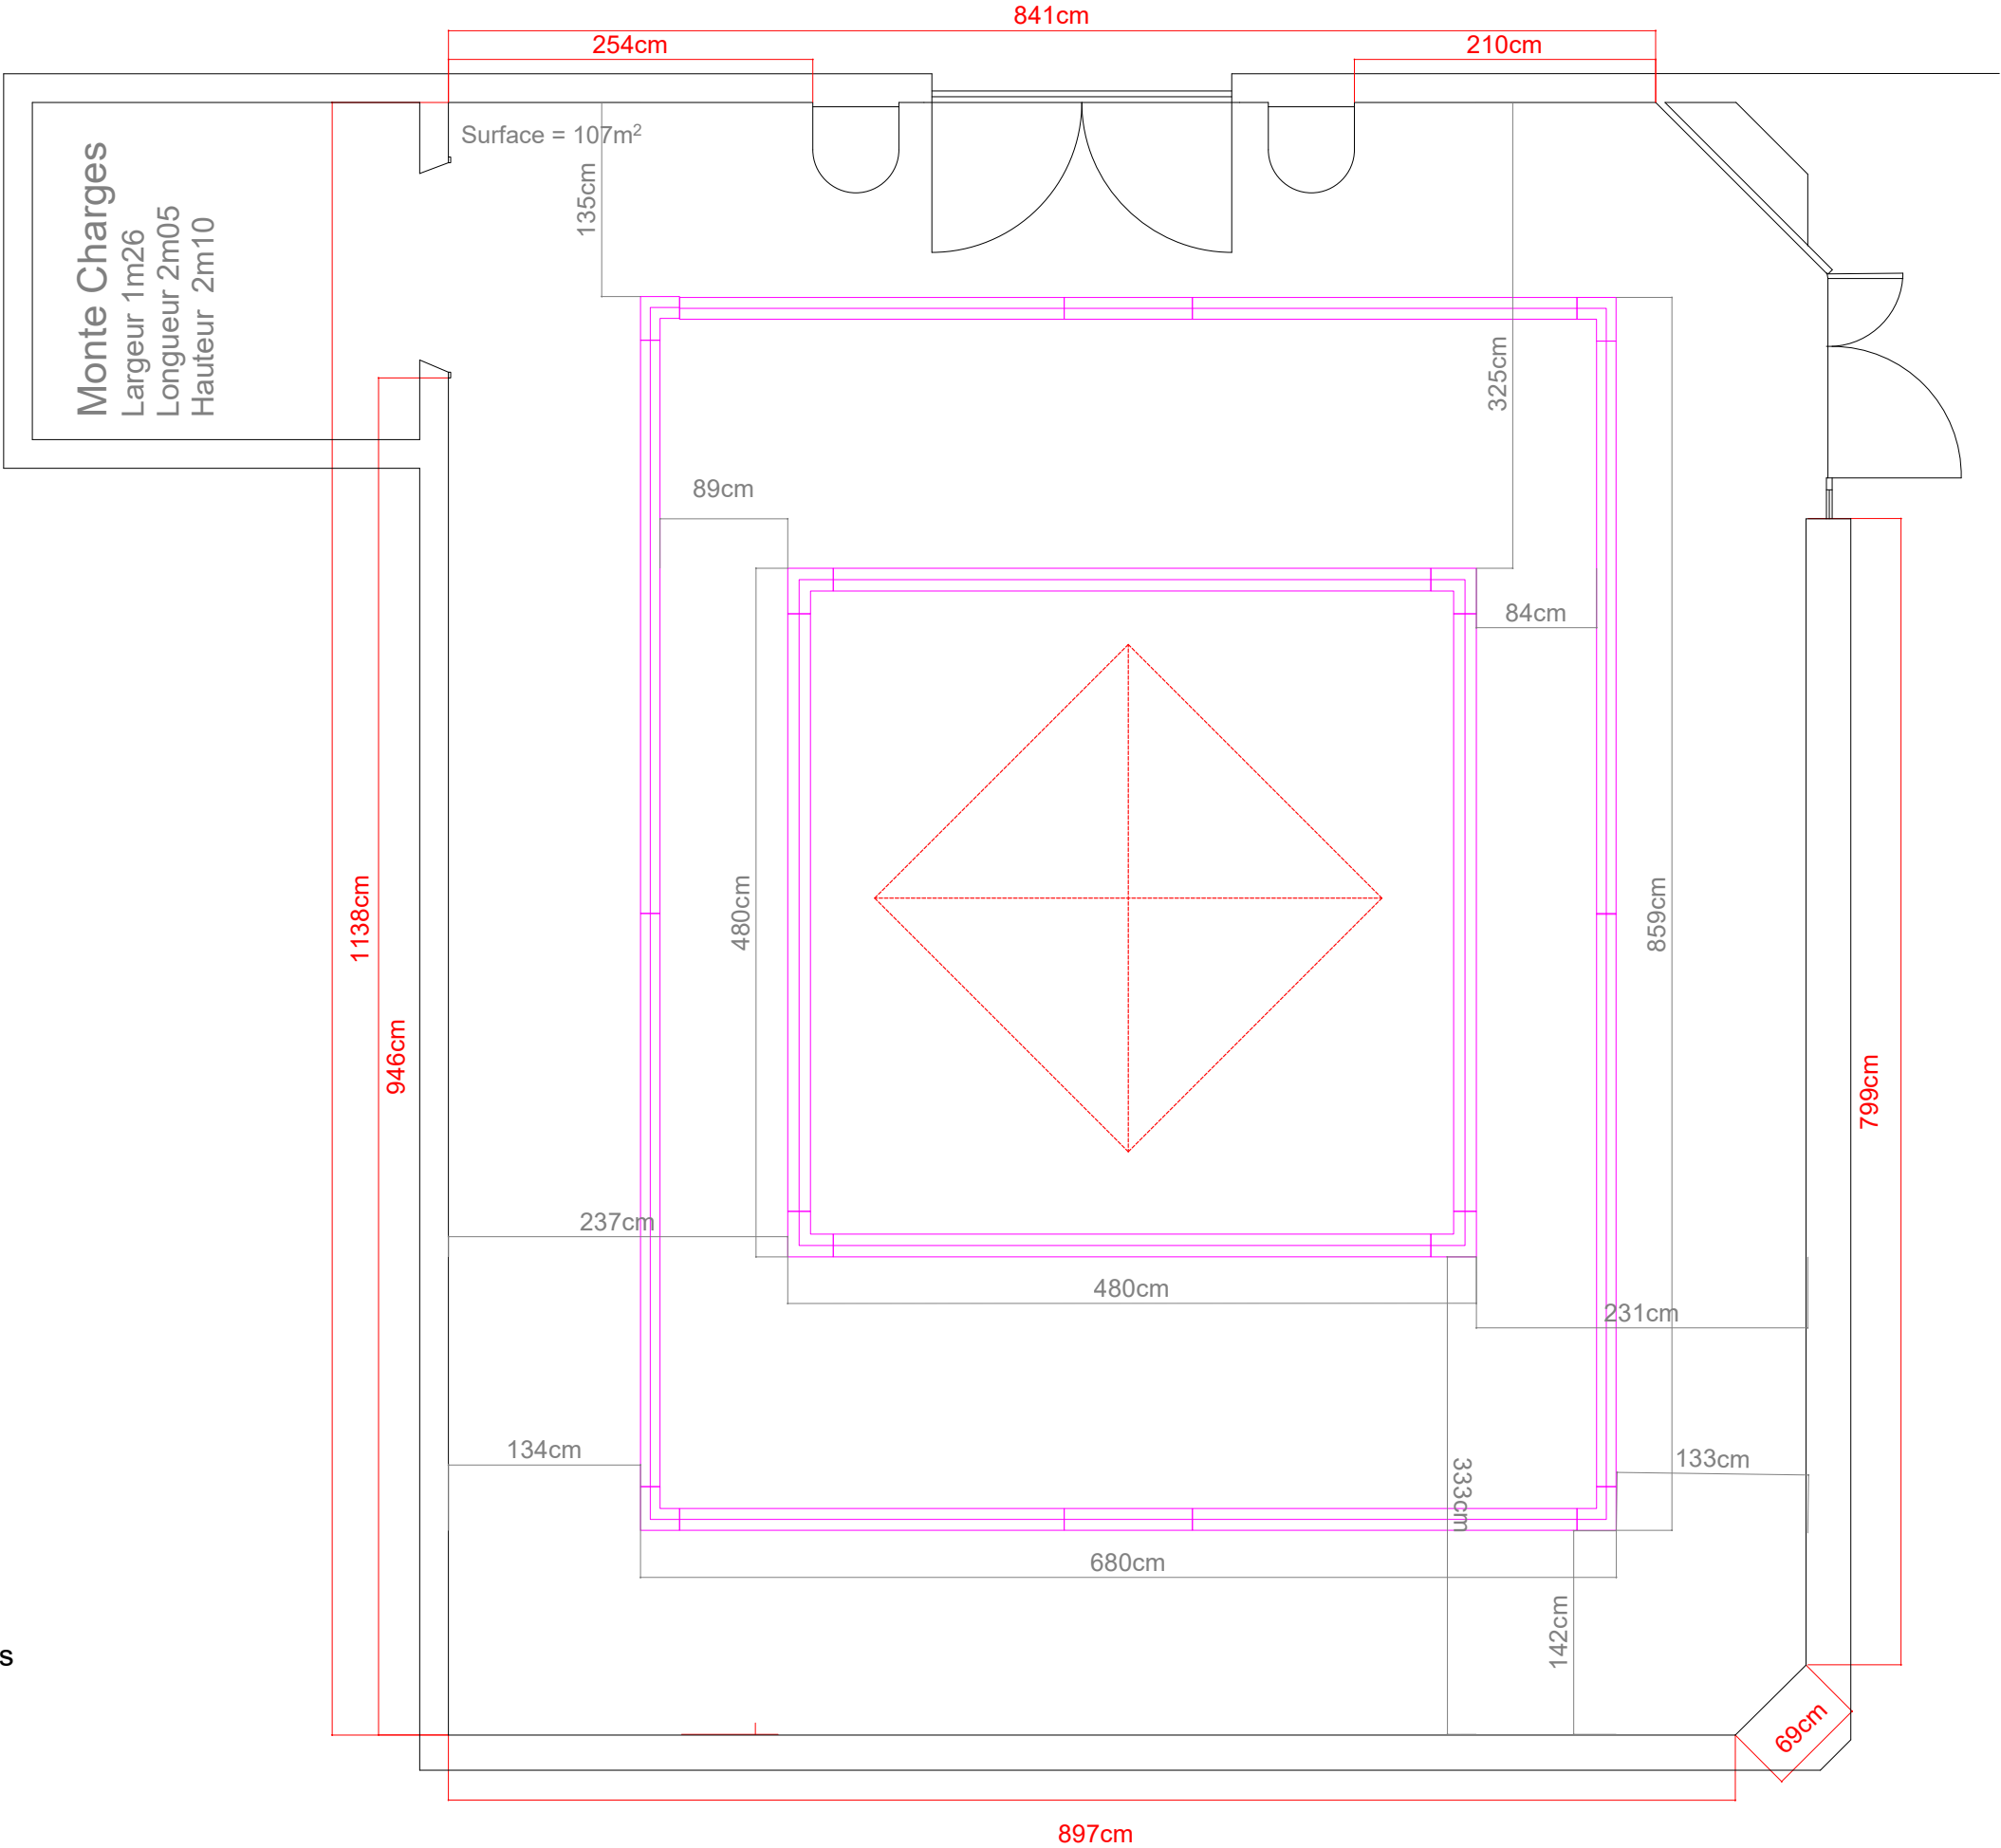 841cm
254cm
210cm
Surface = 107m²
135cm
Monte Charges
Largeur 1m26
Longueur 2m05
Hauteur 2m10
325cm
89cm
84cm
1138cm
480cm
859cm
946cm
799cm
237cm
480cm
231cm
134cm
333cm
133cm
680cm
142cm
s
69cm
897cm